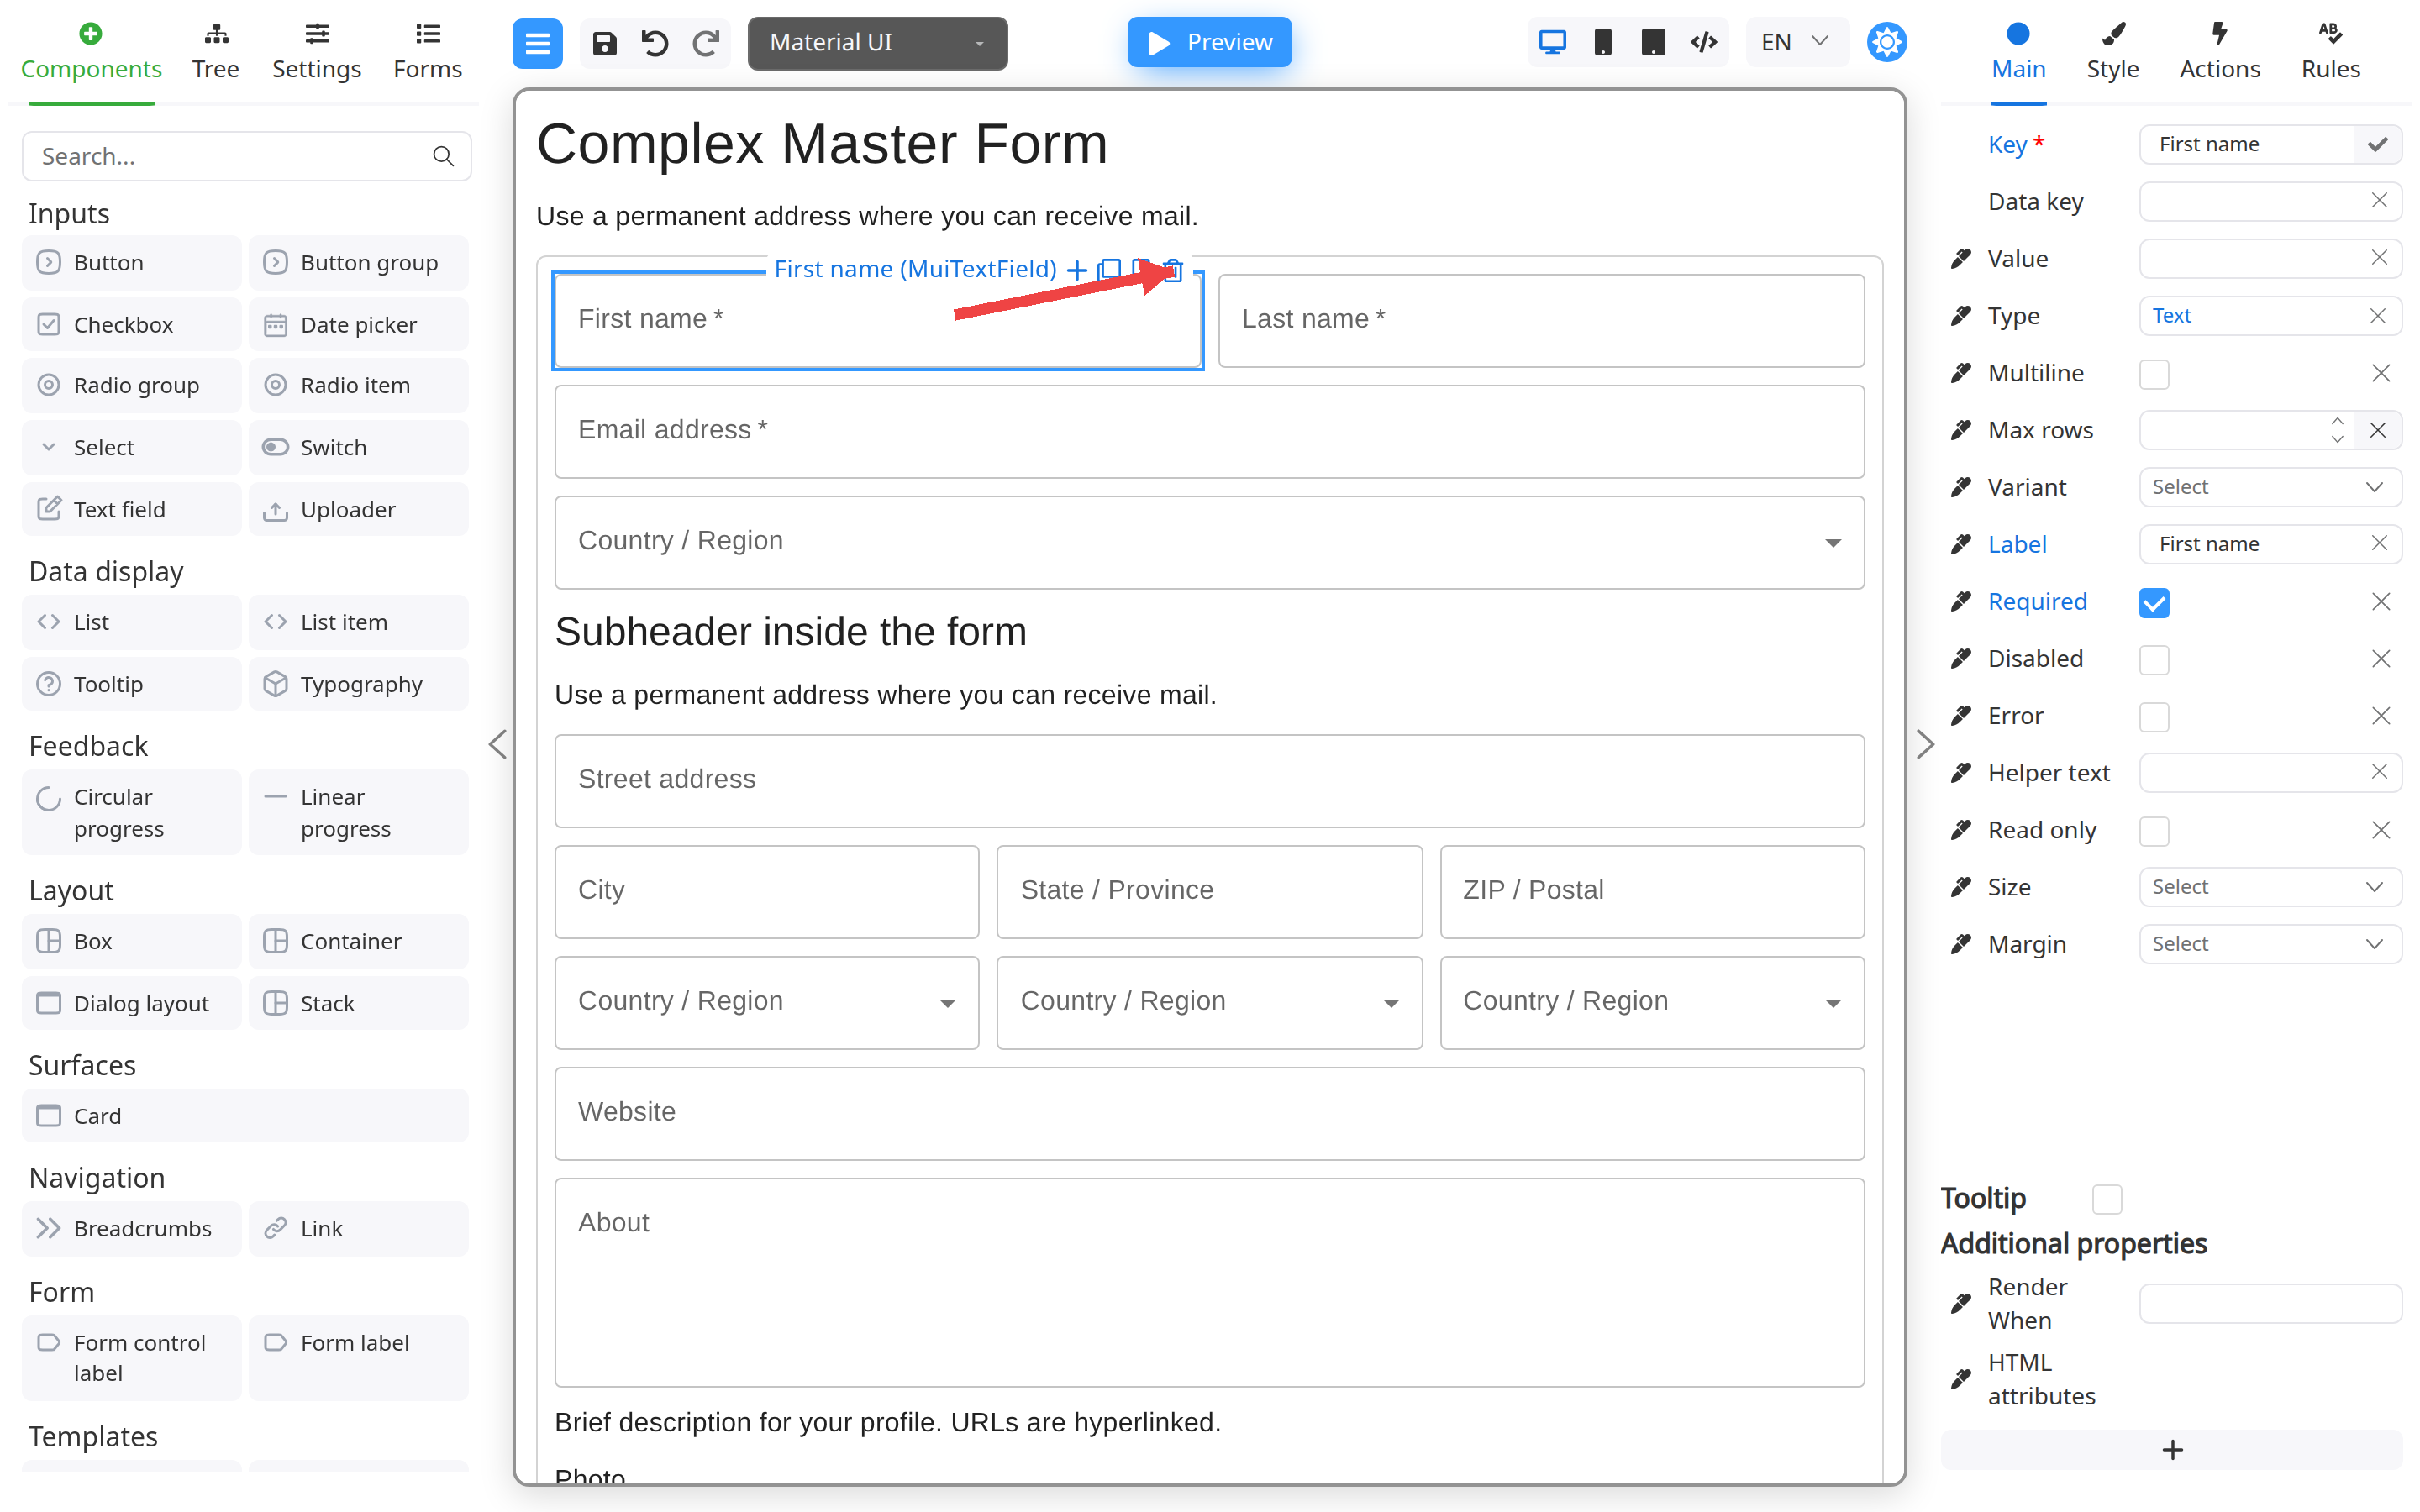 Components
Tree
Settings
Forms
Material UI
Preview
EN
Main
Style
Actions
Rules
Search...
Inputs
Button
Button group
Checkbox
Date picker
Radio group
Radio item
Select
Switch
Text field
Uploader
Data display
List
List item
Tooltip
Typography
Feedback
Circular
progress
Linear
progress
Layout
Box
Container
Dialog layout
Stack
Surfaces
Card
Navigation
Breadcrumbs
Link
Form
Form control
label
Form label
Templates
Complex Master Form
Use a permanent address where you can receive mail.
First name (MuiTextField)
First name *
Last name *
Email address *
Country / Region
Subheader inside the form
Use a permanent address where you can receive mail.
Street address
City
State / Province
ZIP / Postal
Country / Region
Country / Region
Country / Region
Website
About
Brief description for your profile. URLs are hyperlinked.
Photo
Key *
First name
Data key
Value
Type
Text
Multiline
Max rows
Variant
Select
Label
First name
Required
Disabled
Error
Helper text
Read only
Size
Select
Margin
Select
Tooltip
Additional properties
Render
When
HTML
attributes